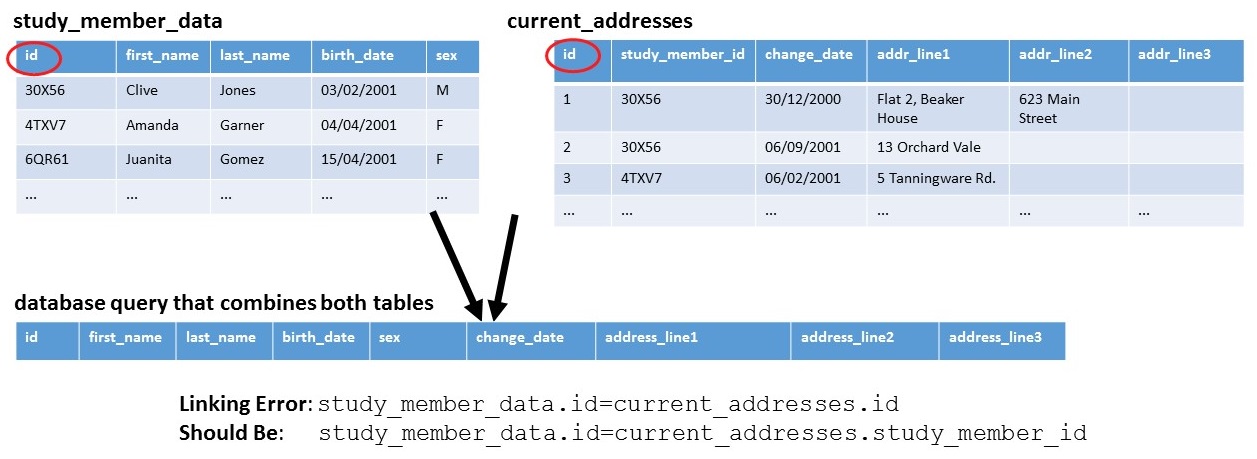 study_member_data
id first_name last_name birth_date sex
30X56 Clive Jones 03/02/2001 M
4TXV7 Amanda Garner 04/04/2001 F
6QR61 Juanita Gomez 15/04/2001 F
... ... ... ... ...
current_addresses
id study_member_id change_date addr_line1 addr_line2 addr_line3
1 30X56 30/12/2000 Flat 2, Beaker 623 Main
House Street
2 30X56 06/09/2001 13 Orchard Vale
3 4TXV7 06/02/2001 5 Tanningware Rd.
... ... ... ... ... ...
database query that combines both tables
id first_name last_name birth_date sex change_date address_line1 address_line2 address_line3
Linking Error: study_member_data.id=current_addresses.id
Should Be: study_member_data.id=current_addresses.study_member_id